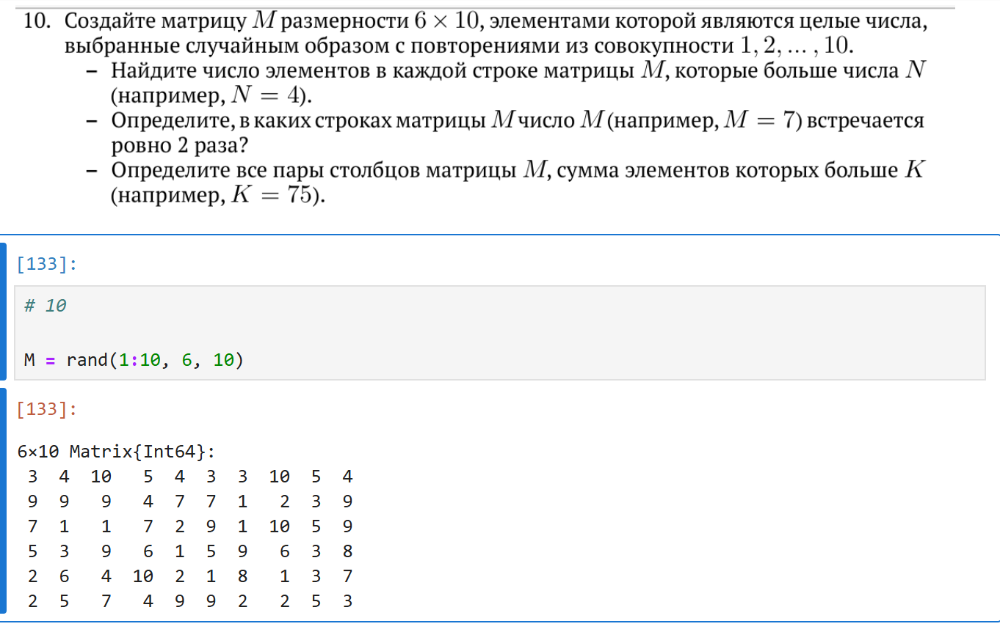 10. Создайте матрицу M размерности 6 × 10, элементами которой являются целые числа,
выбранные случайным образом с повторениями из совокупности 1, 2, … , 10.
– Найдите число элементов в каждой строке матрицы M, которые больше числа N
(например, N = 4).
– Определите, в каких строках матрицы M число M (например, M = 7) встречается
ровно 2 раза?
– Определите все пары столбцов матрицы M, сумма элементов которых больше K
(например, K = 75).
[133]:
# 10
M = rand(1:10, 6, 10)
[133]:
6×10 Matrix{Int64}:
3 4 10 5 4 3 3 10 5 4
9 9 9 4 7 7 1 2 3 9
7 1 1 7 2 9 1 10 5 9
5 3 9 6 1 5 9 6 3 8
2 6 4 10 2 1 8 1 3 7
2 5 7 4 9 9 2 2 5 3